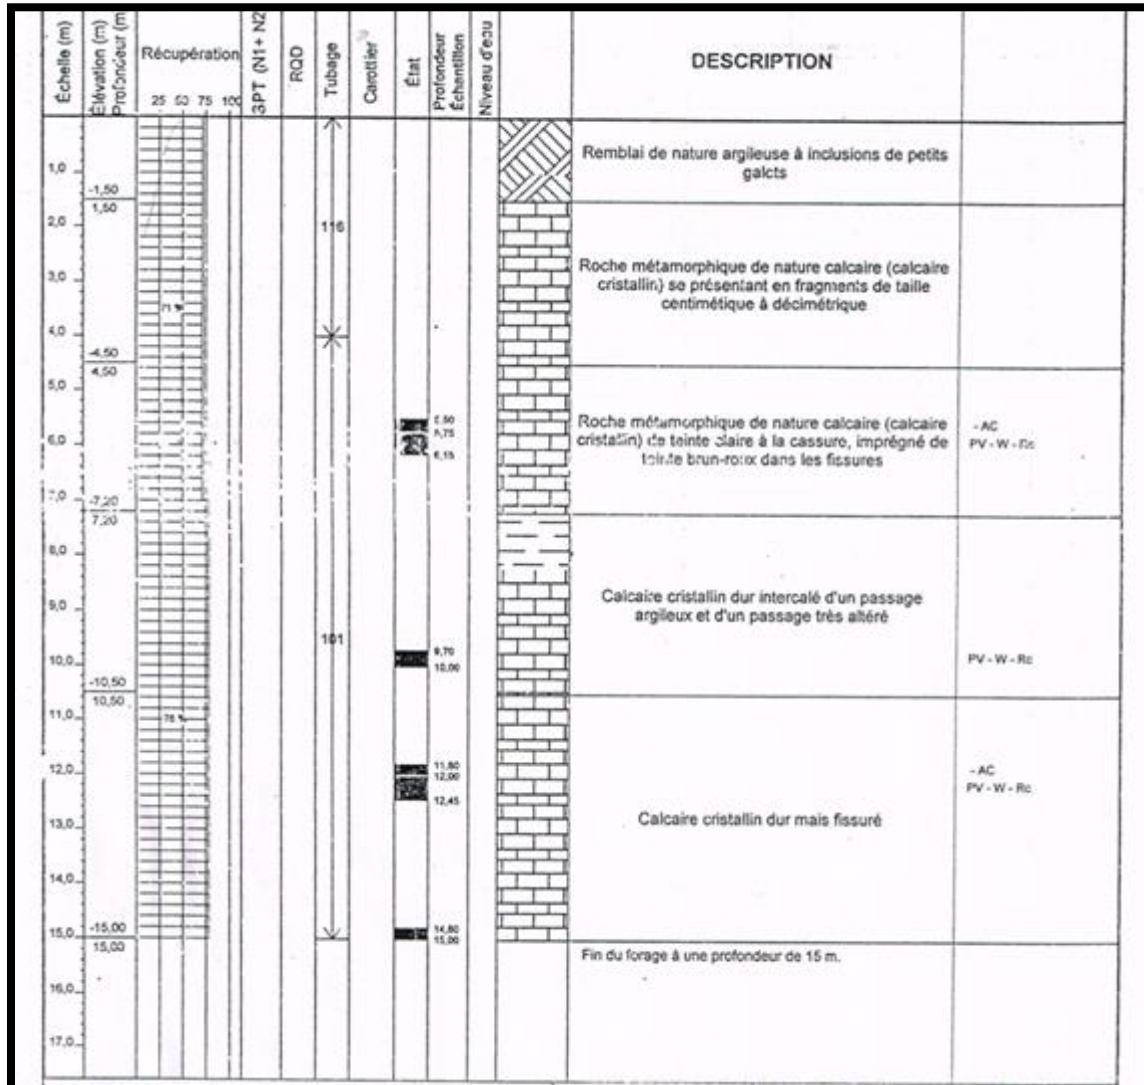 Échelle (m)
Élévation (m)
Profondeur (m
Récupération
25 50 75 100
SPT (N1+ N2
RQD
Tubage
Carottier
État
Profondeur
Échantillon
Niveau d'eau
DESCRIPTION
Remblai de nature argileuse à inclusions de petits
galets
1,0
-1,50
1,50
2,0
116
Roche métamorphique de nature calcaire (calcaire
cristallin) se présentant en fragments de taille
centimétique à décimétrique
3,0
4,0
-4,50
4,50
5,0
5,50
5,75
6,15
Roche métamorphique de nature calcaire (calcaire
cristallin) de teinte claire à la cassure, imprégné de
teinte brun-roux dans les fissures
- AC
PV - W - Rc
6,0
7,0
-7,20
7,20
8,0
Calcaire cristallin dur intercalé d'un passage
argileux et d'un passage très altéré
9,0
101
9,70
10,00
PV - W - Rc
10,0
-10,50
10,50
11,0
76 %
11,80
12,00
12,45
- AC
PV - W - Rc
12,0
Calcaire cristallin dur mais fissuré
13,0
14,0
14,80
15,00
15,0
-15,00
15,00
Fin du forage à une profondeur de 15 m.
16,0
17,0